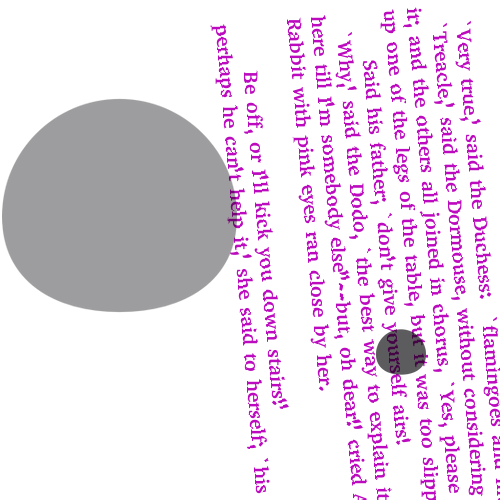 `Very true,' said the Duchess: `flamingoes
`Treacle,' said the Dormouse, without considering
it; and the others all joined in chorus, `Yes, please
up one of the legs of the table, but it was too slipp
Said his father; `don't give yourself airs!
`Why,' said the Dodo, `the best way to explain it
here till I'm somebody else"--but, oh dear!' cried
Rabbit with pink eyes ran close by her.
Be off, or I'll kick you down stairs!'
perhaps he can't help it,' she said to herself; `his